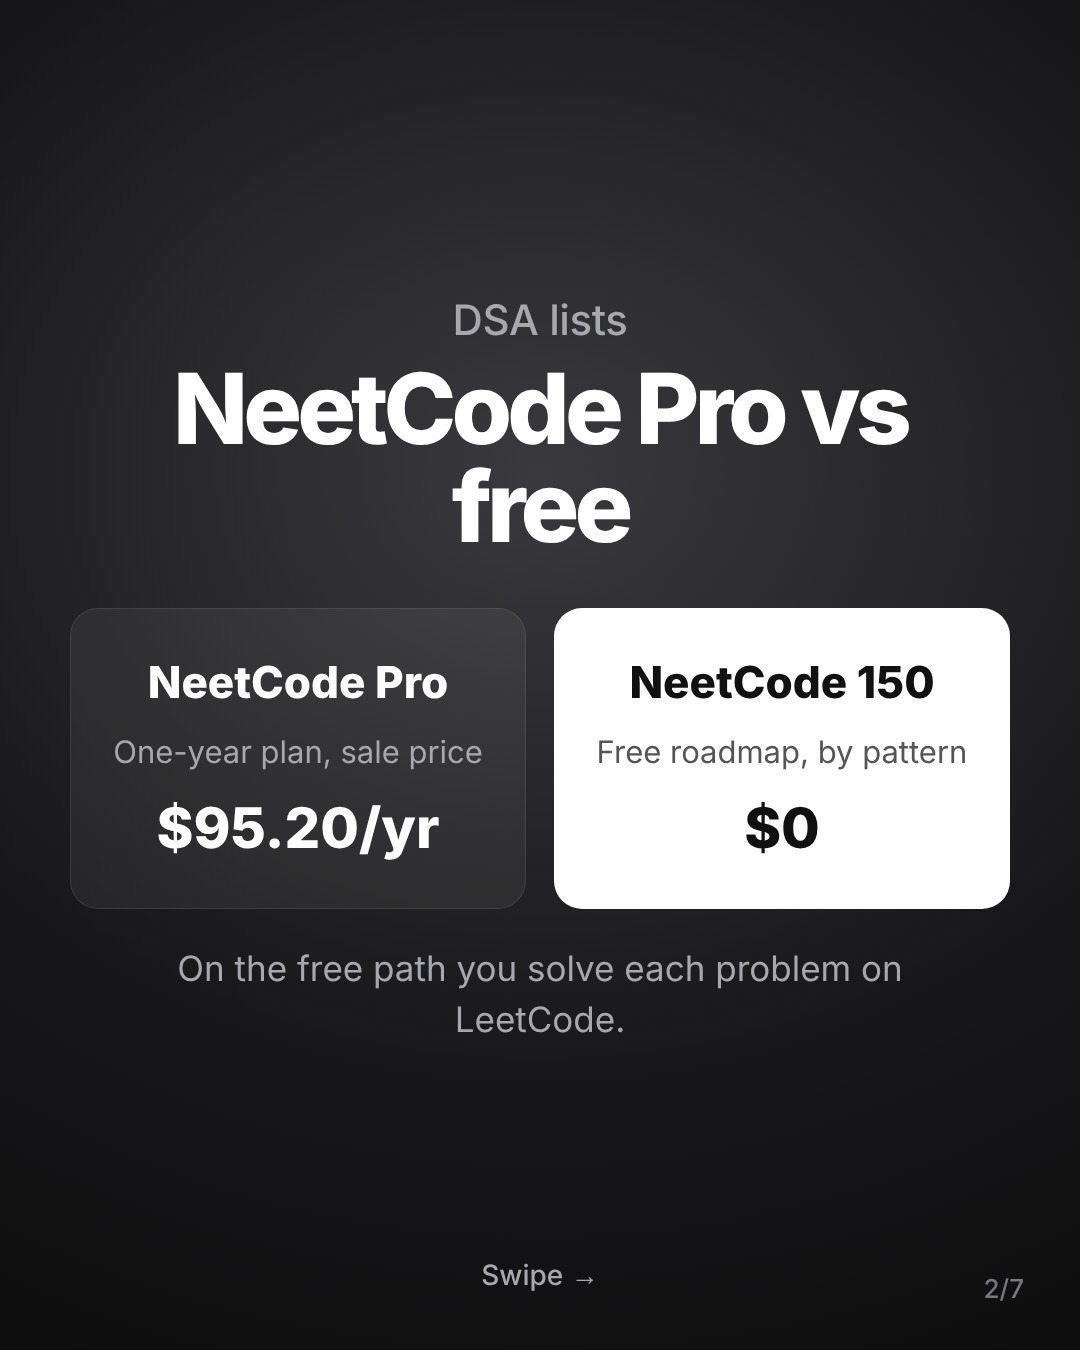 DSA lists
NeetCode Pro vs
free
NeetCode Pro
One-year plan, sale price
$95.20/yr
NeetCode 150
Free roadmap, by pattern
$0
On the free path you solve each problem on
LeetCode.
Swipe →
2/7